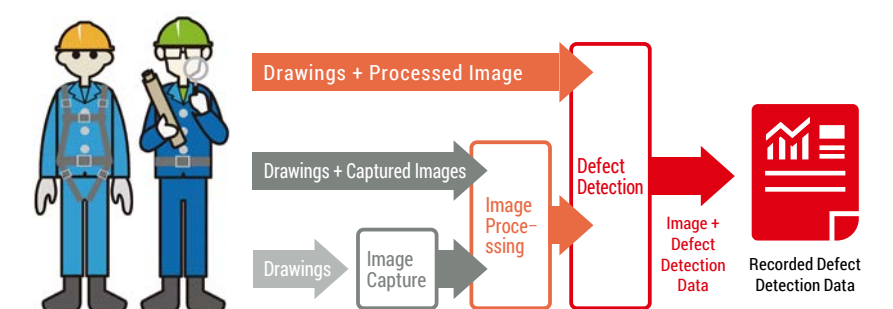 Drawings + Processed Image
Drawings + Captured Images
Drawings
Image
Capture
Image
Proce-
ssing
Defect
Detection
Image +
Defect
Detection
Data
Recorded Defect
Detection Data